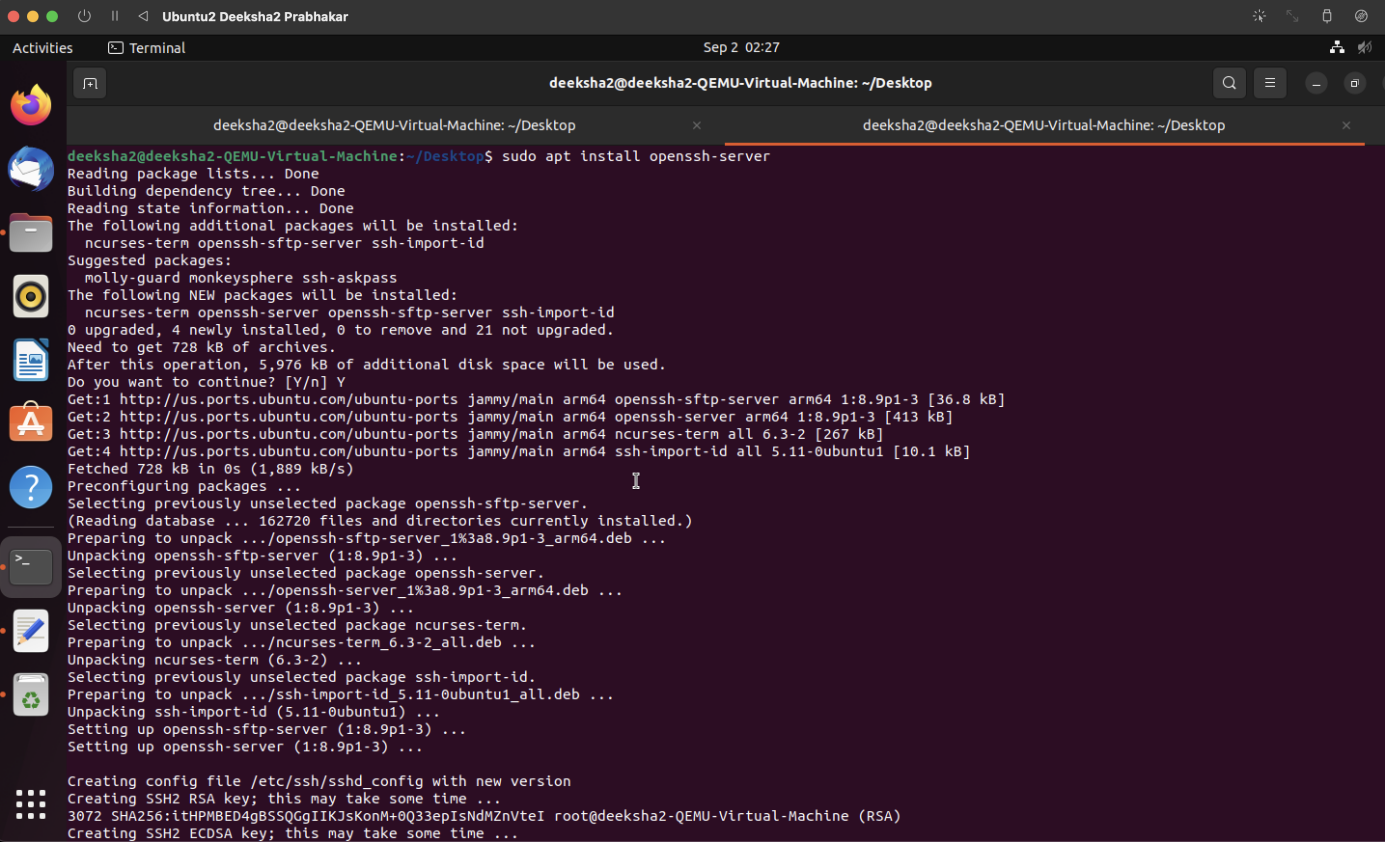 Ubuntu2 Deeksha2 Prabhakar
Activities Terminal Sep 2 02:27
deeksha2@deeksha2-QEMU-Virtual-Machine: ~/Desktop
deeksha2@deeksha2-QEMU-Virtual-Machine: ~/Desktop deeksha2@deeksha2-QEMU-Virtual-Machine: ~/Desktop
deeksha2@deeksha2-QEMU-Virtual-Machine:~/Desktop$ sudo apt install openssh-server
Reading package lists... Done
Building dependency tree... Done
Reading state information... Done
The following additional packages will be installed:
  ncurses-term openssh-sftp-server ssh-import-id
Suggested packages:
  molly-guard monkeysphere ssh-askpass
The following NEW packages will be installed:
  ncurses-term openssh-server openssh-sftp-server ssh-import-id
0 upgraded, 4 newly installed, 0 to remove and 21 not upgraded.
Need to get 728 kB of archives.
After this operation, 5,976 kB of additional disk space will be used.
Do you want to continue? [Y/n] Y
Get:1 http://us.ports.ubuntu.com/ubuntu-ports jammy/main arm64 openssh-sftp-server arm64 1:8.9p1-3 [36.8 kB]
Get:2 http://us.ports.ubuntu.com/ubuntu-ports jammy/main arm64 openssh-server arm64 1:8.9p1-3 [413 kB]
Get:3 http://us.ports.ubuntu.com/ubuntu-ports jammy/main arm64 ncurses-term all 6.3-2 [267 kB]
Get:4 http://us.ports.ubuntu.com/ubuntu-ports jammy/main arm64 ssh-import-id all 5.11-0ubuntu1 [10.1 kB]
Fetched 728 kB in 0s (1,889 kB/s)
Preconfiguring packages ...
Selecting previously unselected package openssh-sftp-server.
(Reading database ... 162720 files and directories currently installed.)
Preparing to unpack .../openssh-sftp-server_1%3a8.9p1-3_arm64.deb ...
Unpacking openssh-sftp-server (1:8.9p1-3) ...
Selecting previously unselected package openssh-server.
Preparing to unpack .../openssh-server_1%3a8.9p1-3_arm64.deb ...
Unpacking openssh-server (1:8.9p1-3) ...
Selecting previously unselected package ncurses-term.
Preparing to unpack .../ncurses-term_6.3-2_all.deb ...
Unpacking ncurses-term (6.3-2) ...
Selecting previously unselected package ssh-import-id.
Preparing to unpack .../ssh-import-id_5.11-0ubuntu1_all.deb ...
Unpacking ssh-import-id (5.11-0ubuntu1) ...
Setting up openssh-sftp-server (1:8.9p1-3) ...
Setting up openssh-server (1:8.9p1-3) ...
Creating config file /etc/ssh/sshd_config with new version
Creating SSH2 RSA key; this may take some time ...
3072 SHA256:itHPMBED4gBSSQGgIIKJsKonM+0Q33epIsNdMZnVteI root@deeksha2-QEMU-Virtual-Machine (RSA)
Creating SSH2 ECDSA key; this may take some time ...